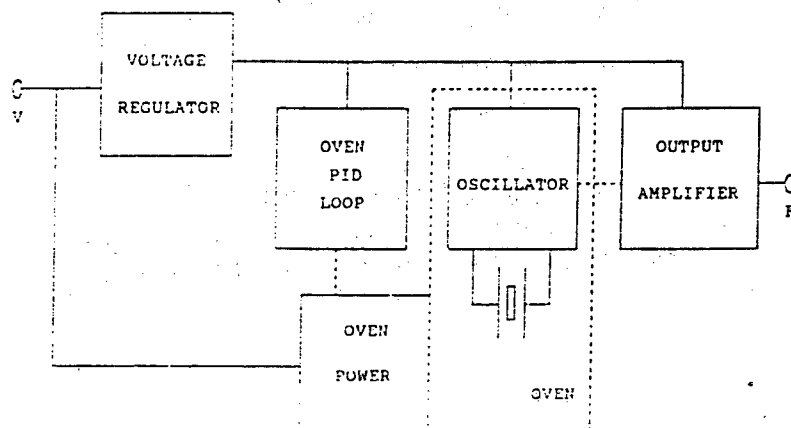 VOLTAGE
REGULATOR
V
OVEN
PID
LOOP
OSCILLATOR
OUTPUT
AMPLIFIER
OVEN
POWER
OVEN